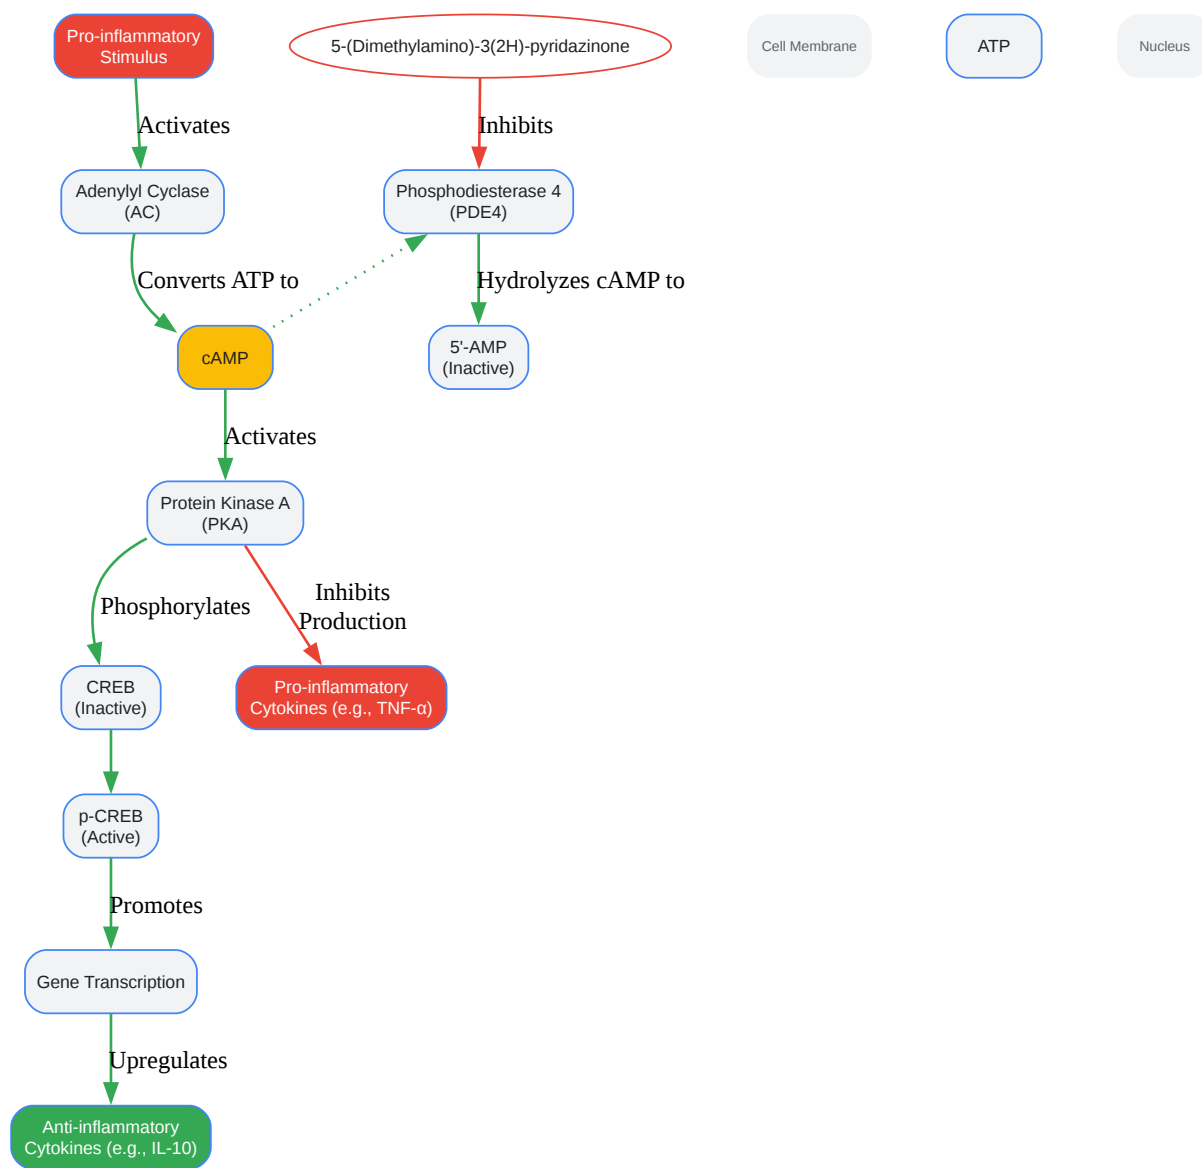 Pro-inflammatory
Stimulus
5-(Dimethylamino)-3(2H)-pyridazinone
Cell Membrane
ATP
Nucleus
Activates
Inhibits
Adenylyl Cyclase
(AC)
Phosphodiesterase 4
(PDE4)
Converts ATP to
Hydrolyzes cAMP to
cAMP
5'-AMP
(Inactive)
Activates
Protein Kinase A
(PKA)
Phosphorylates
Inhibits
Production
CREB
(Inactive)
Pro-inflammatory
Cytokines (e.g., TNF-α)
p-CREB
(Active)
Promotes
Gene Transcription
Upregulates
Anti-inflammatory
Cytokines (e.g., IL-10)